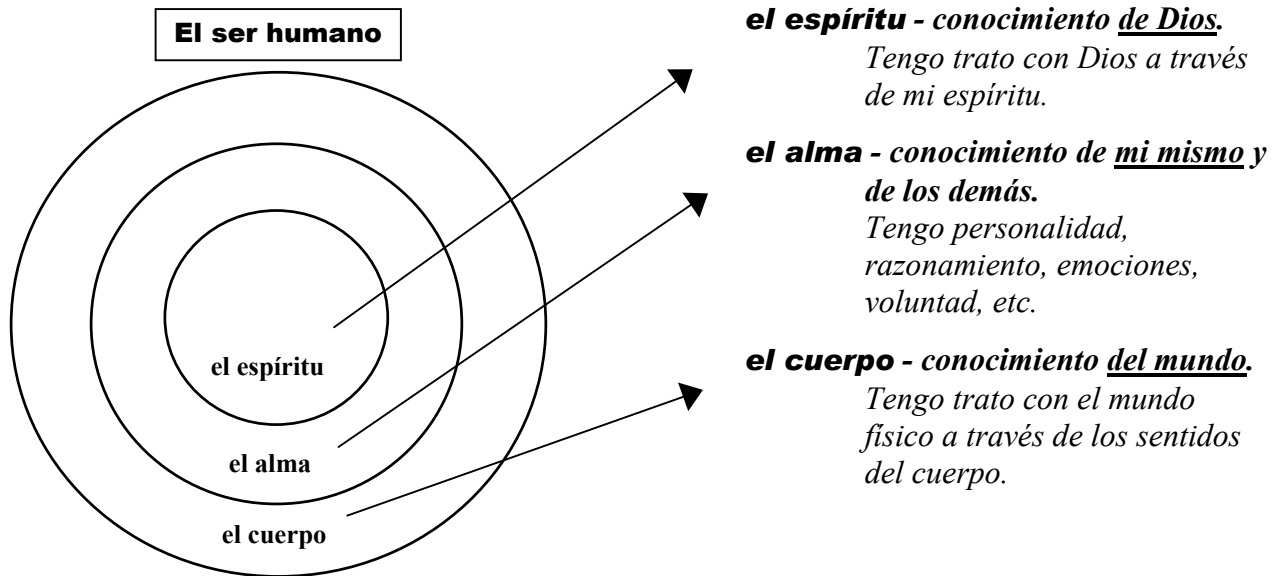 El ser humano
el espíritu
el alma
el cuerpo
el espíritu - conocimiento de Dios.
Tengo trato con Dios a través
de mi espíritu.
el alma - conocimiento de mi mismo y
de los demás.
Tengo personalidad,
razonamiento, emociones,
voluntad, etc.
el cuerpo - conocimiento del mundo.
Tengo trato con el mundo
físico a través de los sentidos
del cuerpo.